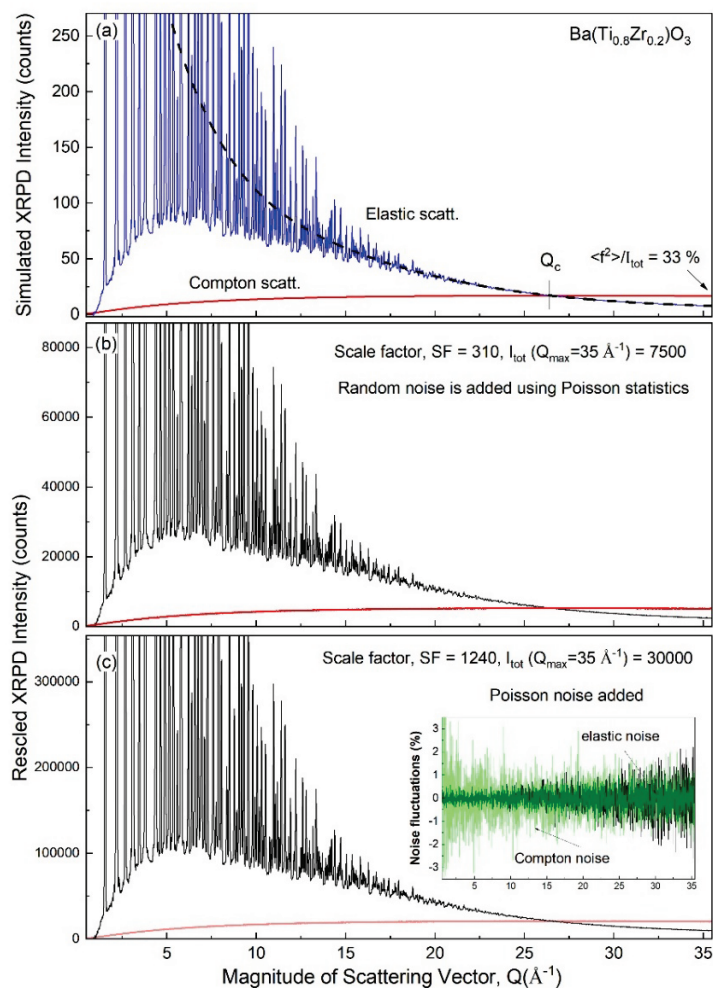 (a)
Ba(Ti0.8Zr0.2)O3
Simulated XRPD Intensity (counts)
250
200
150
100
50
0
Elastic scatt.
Compton scatt.
Qc
<f2>/Itot = 33 %
(b)
Scale factor, SF = 310, Itot (Qmax=35 Å-1) = 7500
Random noise is added using Poisson statistics
Rescled XRPD Intensity (counts)
80000
60000
40000
20000
0
(c)
Scale factor, SF = 1240, Itot (Qmax=35 Å-1) = 30000
Poisson noise added
300000
200000
100000
0
Noise fluctuations (%)
3
2
1
0
-1
-2
-3
elastic noise
Compton noise
5 10 15 20 25 30 35
5 10 15 20 25 30 35
Magnitude of Scattering Vector, Q(Å-1)